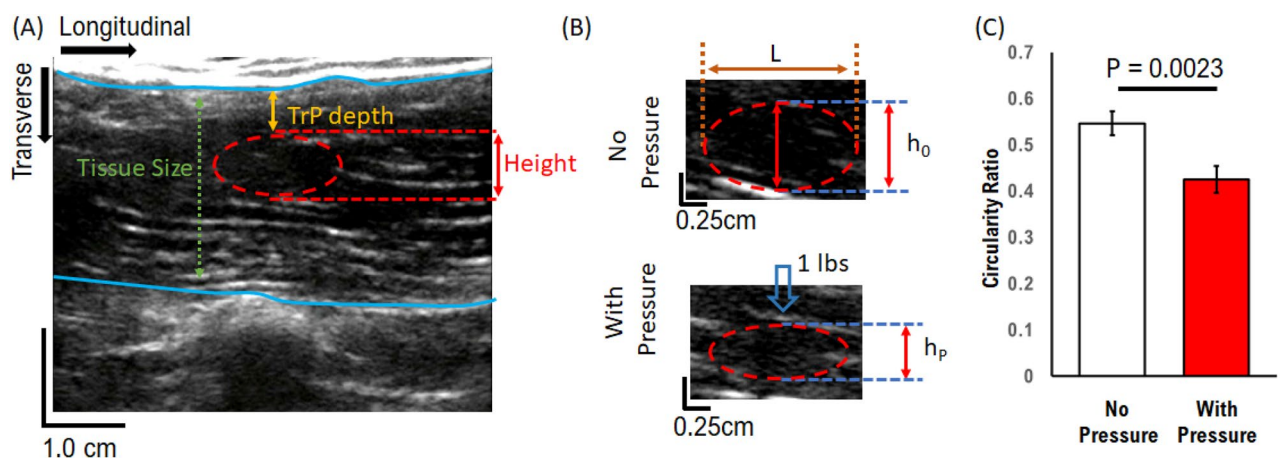 (A)
Longitudinal
Transverse
Tissue Size
TrP depth
Height
1.0 cm
(B)
L
No
Pressure
h0
0.25cm
With
Pressure
1 lbs
hP
0.25cm
(C)
P = 0.0023
Circularity Ratio
0.7
0.6
0.5
0.4
0.3
0.2
0.1
0
No
Pressure
With
Pressure